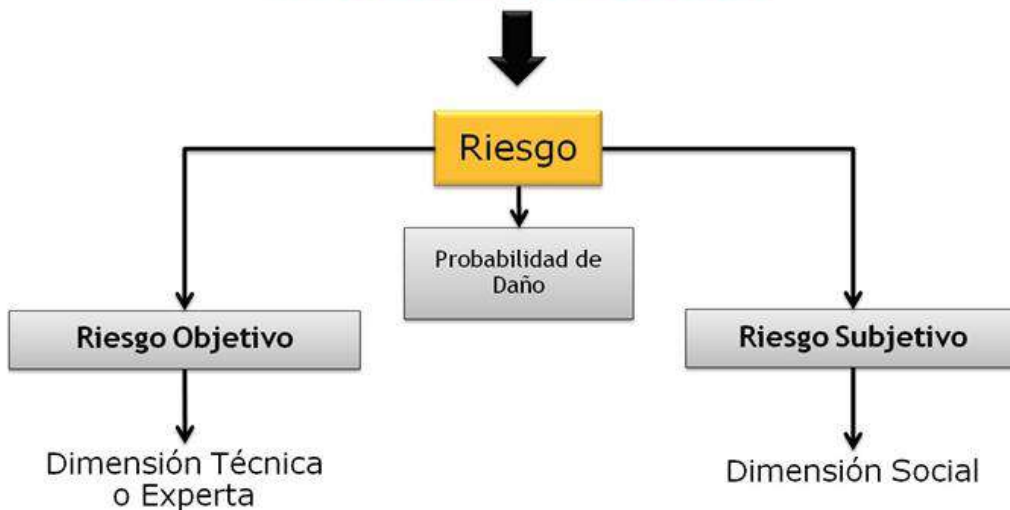 Riesgo
Probabilidad de
Daño
Riesgo Objetivo
Riesgo Subjetivo
Dimensión Técnica
o Experta
Dimensión Social